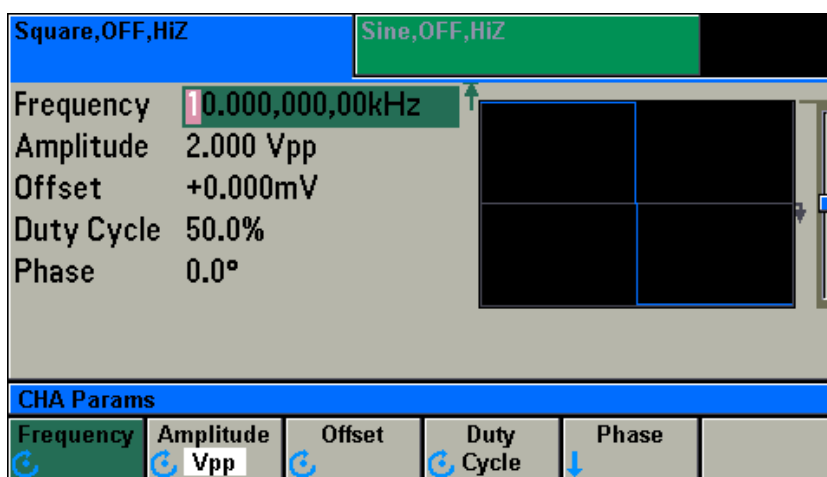 Square,OFF,HiZ
Sine,OFF,HiZ
Frequency 10.000,000,00kHz
Amplitude 2.000 Vpp
Offset +0.000mV
Duty Cycle 50.0%
Phase 0.0°
CHA Params
Frequency
Amplitude
Vpp
Offset
Duty
Cycle
Phase